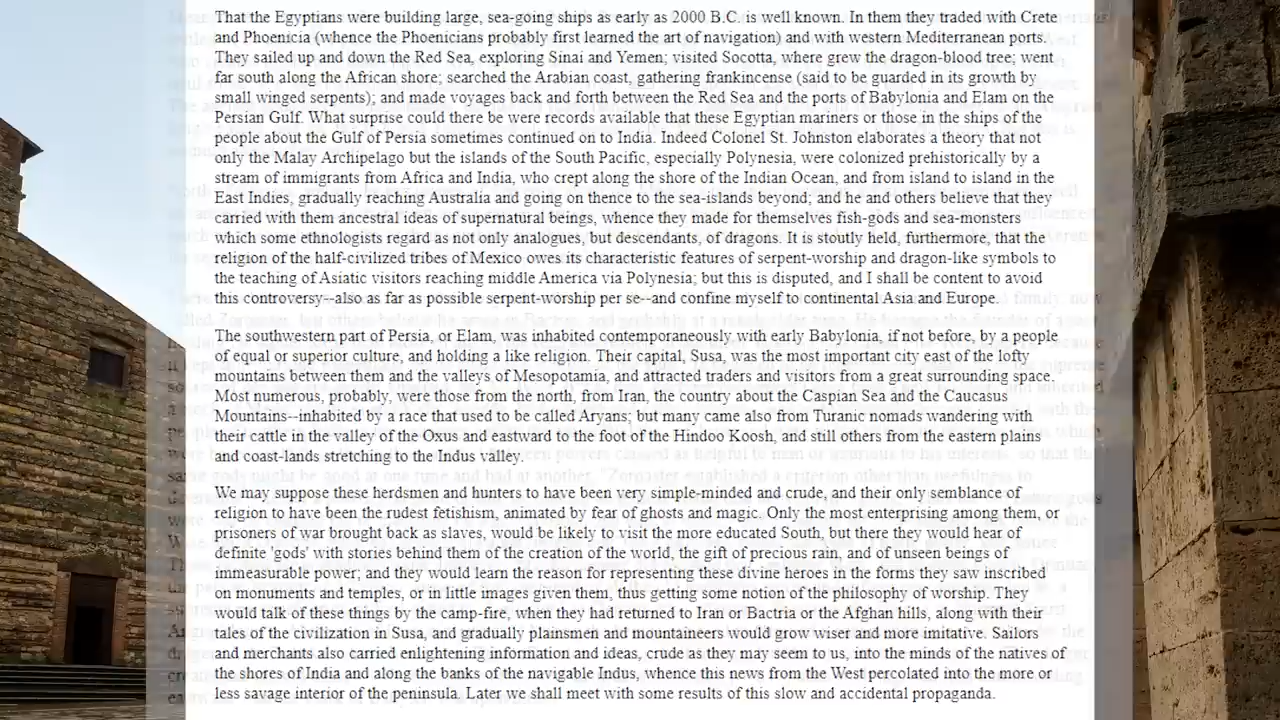 That the Egyptians were building large, sea-going ships as early as 2000 B.C. is well known. In them they traded with Crete
and Phoenicia (whence the Phoenicians probably first learned the art of navigation) and with western Mediterranean ports.
They sailed up and down the Red Sea, exploring Sinai and Yemen; visited Socotta, where grew the dragon-blood tree; went
far south along the African shore; searched the Arabian coast, gathering frankincense (said to be guarded in its growth by
small winged serpents); and made voyages back and forth between the Red Sea and the ports of Babylonia and Elam on the
Persian Gulf. What surprise could there be were records available that these Egyptian mariners or those in the ships of the
people about the Gulf of Persia sometimes continued on to India. Indeed Colonel St. Johnston elaborates a theory that not
only the Malay Archipelago but the islands of the South Pacific, especially Polynesia, were colonized prehistorically by a
stream of immigrants from Africa and India, who crept along the shore of the Indian Ocean, and from island to island in the
East Indies, gradually reaching Australia and going on thence to the sea-islands beyond; and he and others believe that they
carried with them ancestral ideas of supernatural beings, whence they made for themselves fish-gods and sea-monsters
which some ethnologists regard as not only analogues, but descendants, of dragons. It is stoutly held, furthermore, that the
religion of the half-civilized tribes of Mexico owes its characteristic features of serpent-worship and dragon-like symbols to
the teaching of Asiatic visitors reaching middle America via Polynesia; but this is disputed, and I shall be content to avoid
this controversy--also as far as possible serpent-worship per se--and confine myself to continental Asia and Europe.
The southwestern part of Persia, or Elam, was inhabited contemporaneously with early Babylonia, if not before, by a people
of equal or superior culture, and holding a like religion. Their capital, Susa, was the most important city east of the lofty
mountains between them and the valleys of Mesopotamia, and attracted traders and visitors from a great surrounding space.
Most numerous, probably, were those from the north, from Iran, the country about the Caspian Sea and the Caucasus
Mountains--inhabited by a race that used to be called Aryans; but many came also from Turanic nomads wandering with
their cattle in the valley of the Oxus and eastward to the foot of the Hindoo Koosh, and still others from the eastern plains
and coast-lands stretching to the Indus valley.
We may suppose these herdsmen and hunters to have been very simple-minded and crude, and their only semblance of
religion to have been the rudest fetishism, animated by fear of ghosts and magic. Only the most enterprising among them, or
prisoners of war brought back as slaves, would be likely to visit the more educated South, but there they would hear of
definite 'gods' with stories behind them of the creation of the world, the gift of precious rain, and of unseen beings of
immeasurable power; and they would learn the reason for representing these divine heroes in the forms they saw inscribed
on monuments and temples, or in little images given them, thus getting some notion of the philosophy of worship. They
would talk of these things by the camp-fire, when they had returned to Iran or Bactria or the Afghan hills, along with their
tales of the civilization in Susa, and gradually plainsmen and mountaineers would grow wiser and more imitative. Sailors
and merchants also carried enlightening information and ideas, crude as they may seem to us, into the minds of the natives of
the shores of India and along the banks of the navigable Indus, whence this news from the West percolated into the more or
less savage interior of the peninsula. Later we shall meet with some results of this slow and accidental propaganda.